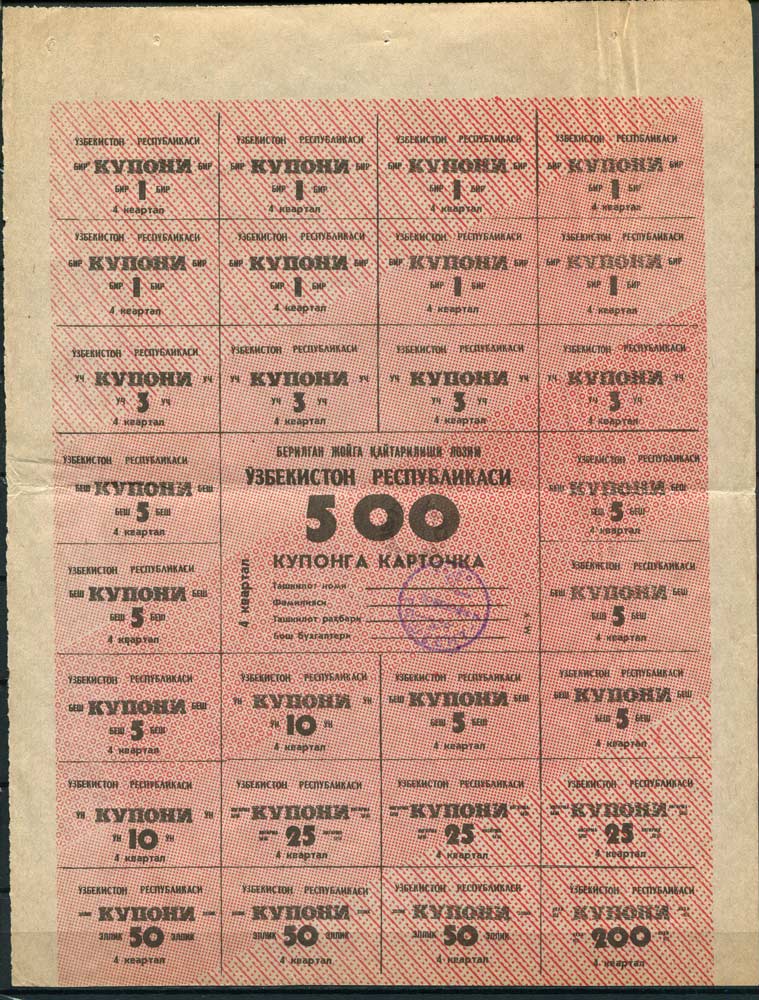 ЎЗБЕКИСТОН РЕСПУБЛИКАСИ
БИР КУПОНИ БИР
БИР 1 БИР
4 квартал
ЎЗБЕКИСТОН РЕСПУБЛИКАСИ
БИР КУПОНИ БИР
БИР 1 БИР
4 квартал
ЎЗБЕКИСТОН РЕСПУБЛИКАСИ
БИР КУПОНИ БИР
БИР 1 БИР
4 квартал
ЎЗБЕКИСТОН РЕСПУБЛИКАСИ
БИР КУПОНИ БИР
БИР 1 БИР
4 квартал
ЎЗБЕКИСТОН РЕСПУБЛИКАСИ
БИР КУПОНИ БИР
БИР 1 БИР
4 квартал
ЎЗБЕКИСТОН РЕСПУБЛИКАСИ
БИР КУПОНИ БИР
БИР 1 БИР
4 квартал
ЎЗБЕКИСТОН РЕСПУБЛИКАСИ
БИР КУПОНИ БИР
БИР 1 БИР
4 квартал
ЎЗБЕКИСТОН РЕСПУБЛИКАСИ
БИР КУПОНИ БИР
БИР 1 БИР
4 квартал
ЎЗБЕКИСТОН РЕСПУБЛИКАСИ
УЧ КУПОНИ УЧ
УЧ 3 УЧ
4 квартал
ЎЗБЕКИСТОН РЕСПУБЛИКАСИ
УЧ КУПОНИ УЧ
УЧ 3 УЧ
4 квартал
ЎЗБЕКИСТОН РЕСПУБЛИКАСИ
УЧ КУПОНИ УЧ
УЧ 3 УЧ
4 квартал
ЎЗБЕКИСТОН РЕСПУБЛИКАСИ
УЧ КУПОНИ УЧ
УЧ 3 УЧ
4 квартал
ЎЗБЕКИСТОН РЕСПУБЛИКАСИ
БЕШ КУПОНИ БЕШ
БЕШ 5 БЕШ
4 квартал
БЕРИЛГАН ЖОЙГА ҚАЙТАРИЛИШИ ЛОЗИМ
ЎЗБЕКИСТОН РЕСПУБЛИКАСИ
500
КУПОНГА КАРТОЧКА
4 квартал
Ташкилот номи
Фамилияси
Ташкилот раҳбари
Бош бухгалтери
М. У
ЎЗБЕКИСТОН РЕСПУБЛИКАСИ
БЕШ КУПОНИ БЕШ
БЕШ 5 БЕШ
4 квартал
ЎЗБЕКИСТОН РЕСПУБЛИКАСИ
БЕШ КУПОНИ БЕШ
БЕШ 5 БЕШ
4 квартал
ЎЗБЕКИСТОН РЕСПУБЛИКАСИ
БЕШ КУПОНИ БЕШ
БЕШ 5 БЕШ
4 квартал
ЎЗБЕКИСТОН РЕСПУБЛИКАСИ
БЕШ КУПОНИ БЕШ
БЕШ 5 БЕШ
4 квартал
ЎЗБЕКИСТОН РЕСПУБЛИКАСИ
ЎН КУПОНИ ЎН
ЎН 10 ЎН
4 квартал
ЎЗБЕКИСТОН РЕСПУБЛИКАСИ
БЕШ КУПОНИ БЕШ
БЕШ 5 БЕШ
4 квартал
ЎЗБЕКИСТОН РЕСПУБЛИКАСИ
БЕШ КУПОНИ БЕШ
БЕШ 5 БЕШ
4 квартал
ЎЗБЕКИСТОН РЕСПУБЛИКАСИ
ЎН КУПОНИ ЎН
ЎН 10 ЎН
4 квартал
ЎЗБЕКИСТОН РЕСПУБЛИКАСИ
КУПОНИ
25
4 квартал
ЎЗБЕКИСТОН РЕСПУБЛИКАСИ
КУПОНИ
25
4 квартал
ЎЗБЕКИСТОН РЕСПУБЛИКАСИ
КУПОНИ
25
4 квартал
ЎЗБЕКИСТОН РЕСПУБЛИКАСИ
КУПОНИ
ЭЛЛИК 50 ЭЛЛИК
4 квартал
ЎЗБЕКИСТОН РЕСПУБЛИКАСИ
КУПОНИ
ЭЛЛИК 50 ЭЛЛИК
4 квартал
ЎЗБЕКИСТОН РЕСПУБЛИКАСИ
КУПОНИ
ЭЛЛИК 50 ЭЛЛИК
4 квартал
ЎЗБЕКИСТОН РЕСПУБЛИКАСИ
КУПОНИ
200
4 квартал